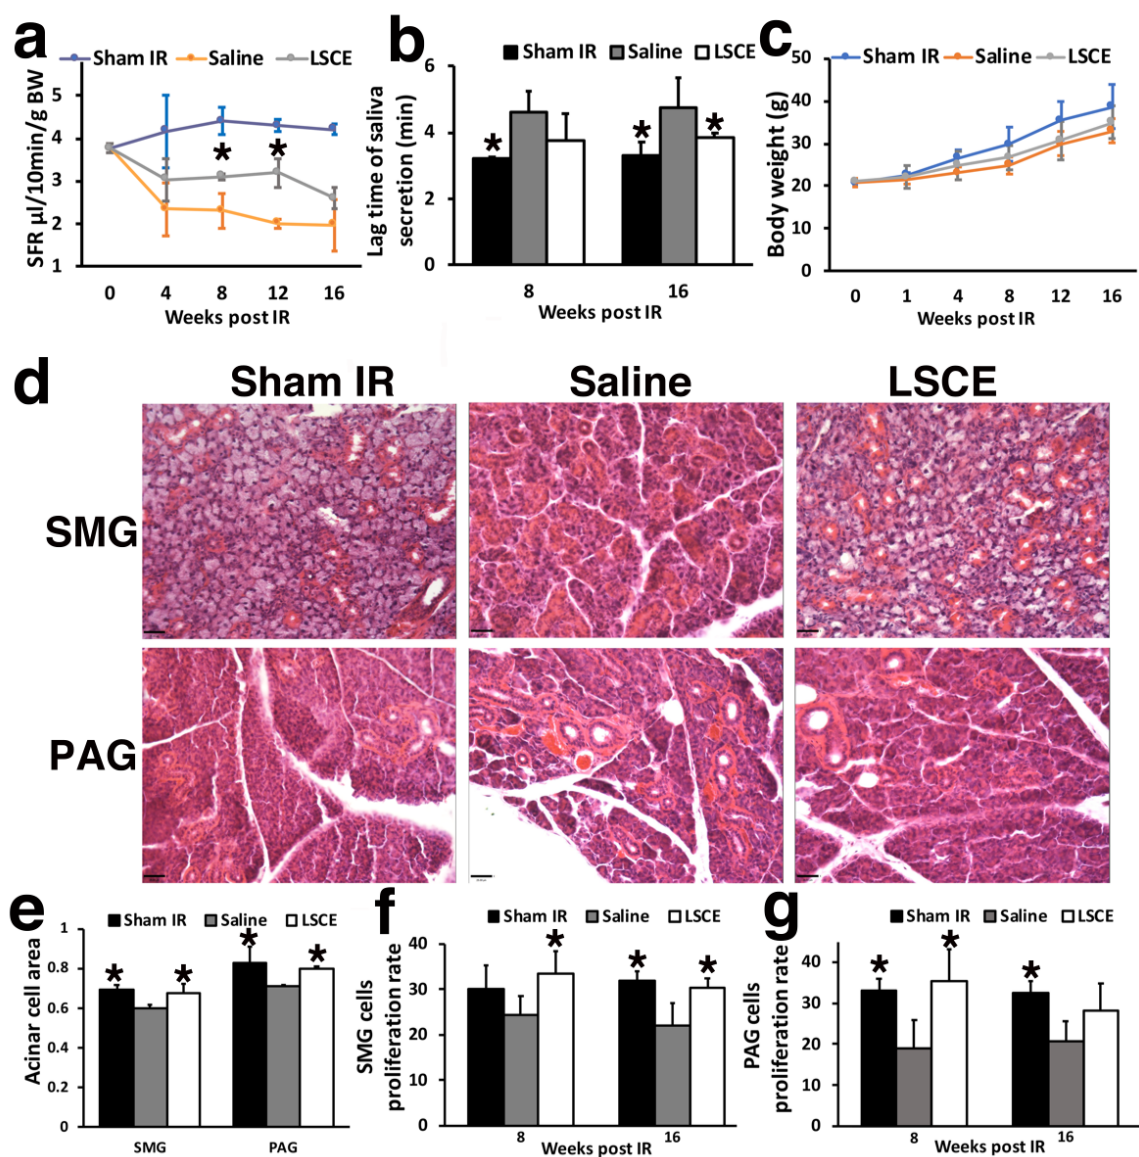 a
Sham IR Saline LSCE
SFR µl/10min/g BW
5
4
3
2
1
* *
0 4 8 12 16
Weeks post IR
b
Sham IR Saline LSCE
Lag time of saliva
secretion (min)
6
4
2
0
* * *
8 16
Weeks post IR
c
Sham IR Saline LSCE
Body weight (g)
50
40
30
20
10
0
0 1 4 8 12 16
Weeks post IR
d
Sham IR Saline LSCE
SMG
PAG
e
Sham IR Saline LSCE
Acinar cell area
1
0.8
0.6
0.4
0.2
0
* * * *
SMG PAG
f
Sham IR Saline LSCE
SMG cells
proliferation rate
40
30
20
10
0
* * *
8 16
Weeks post IR
g
Sham IR Saline LSCE
PAG cells
proliferation rate
40
30
20
10
0
* * *
8 16
Weeks post IR